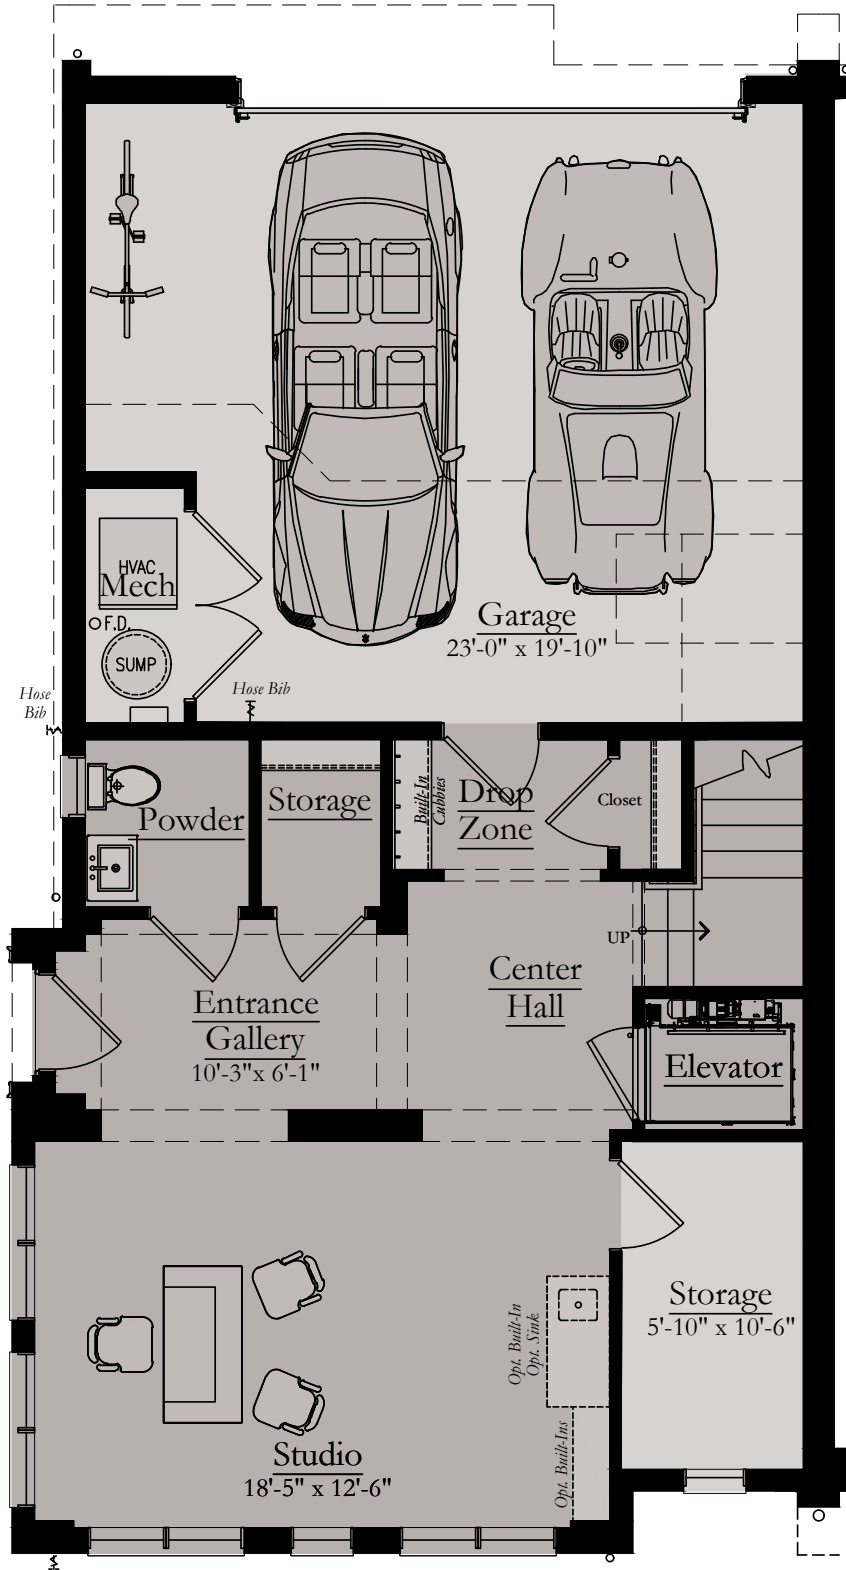 HVAC
Mech
F.D.
SUMP
Garage
23'-0" x 19'-10"
Hose
Bib
Hose Bib
Powder
Storage
Built-In
Cubbies
Drop
Zone
Closet
UP
Center
Hall
Entrance
Gallery
10'-3"x 6'-1"
Elevator
Storage
5'-10" x 10'-6"
Opt. Built-In
Opt. Sink
Opt. Built-Ins
Studio
18'-5" x 12'-6"